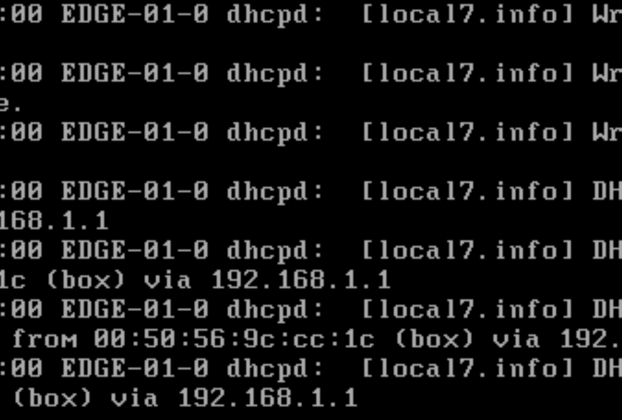 :00 EDGE-01-0 dhcpd: [local7.info] Wr
:00 EDGE-01-0 dhcpd: [local7.info] Wr
e.
:00 EDGE-01-0 dhcpd: [local7.info] Wr
:00 EDGE-01-0 dhcpd: [local7.info] DH
168.1.1
:00 EDGE-01-0 dhcpd: [local7.info] DH
1c (box) via 192.168.1.1
:00 EDGE-01-0 dhcpd: [local7.info] DH
from 00:50:56:9c:cc:1c (box) via 192.
:00 EDGE-01-0 dhcpd: [local7.info] DH
(box) via 192.168.1.1